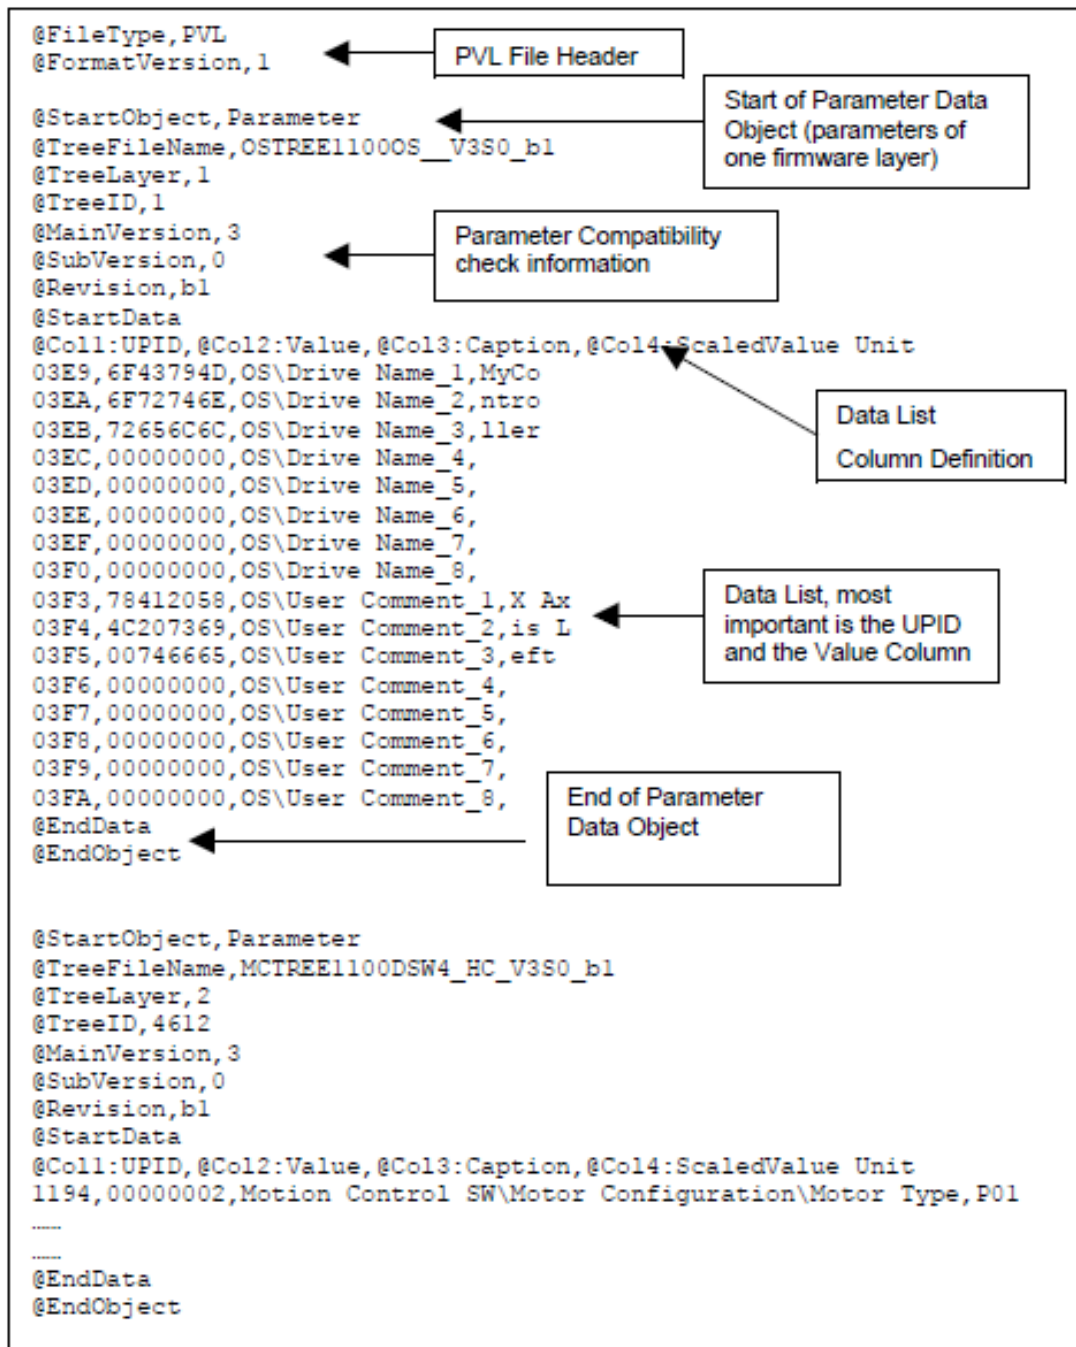 @FileType,PVL
@FormatVersion,1
PVL File Header
@StartObject,Parameter
@TreeFileName,OSTREE1100OS__V3S0_b1
@TreeLayer,1
@TreeID,1
@MainVersion,3
@SubVersion,0
@Revision,b1
@StartData
Start of Parameter Data
Object (parameters of
one firmware layer)
Parameter Compatibility
check information
@Col1:UPID,@Col2:Value,@Col3:Caption,@Col4:ScaledValue Unit
03E9,6F43794D,OS\Drive Name_1,MyCo
03EA,6F72746E,OS\Drive Name_2,ntro
03EB,72656C6C,OS\Drive Name_3,ller
03EC,00000000,OS\Drive Name_4,
03ED,00000000,OS\Drive Name_5,
03EE,00000000,OS\Drive Name_6,
03EF,00000000,OS\Drive Name_7,
03F0,00000000,OS\Drive Name_8,
Data List
Column Definition
03F3,78412058,OS\User Comment_1,X Ax
03F4,4C207369,OS\User Comment_2,is L
03F5,00746665,OS\User Comment_3,eft
03F6,00000000,OS\User Comment_4,
03F7,00000000,OS\User Comment_5,
03F8,00000000,OS\User Comment_6,
03F9,00000000,OS\User Comment_7,
03FA,00000000,OS\User Comment_8,
Data List, most
important is the UPID
and the Value Column
@EndData
@EndObject
End of Parameter
Data Object
@StartObject,Parameter
@TreeFileName,MCTREE1100DSW4_HC_V3S0_b1
@TreeLayer,2
@TreeID,4612
@MainVersion,3
@SubVersion,0
@Revision,b1
@StartData
@Col1:UPID,@Col2:Value,@Col3:Caption,@Col4:ScaledValue Unit
1194,00000002,Motion Control SW\Motor Configuration\Motor Type,P01
……
……
@EndData
@EndObject